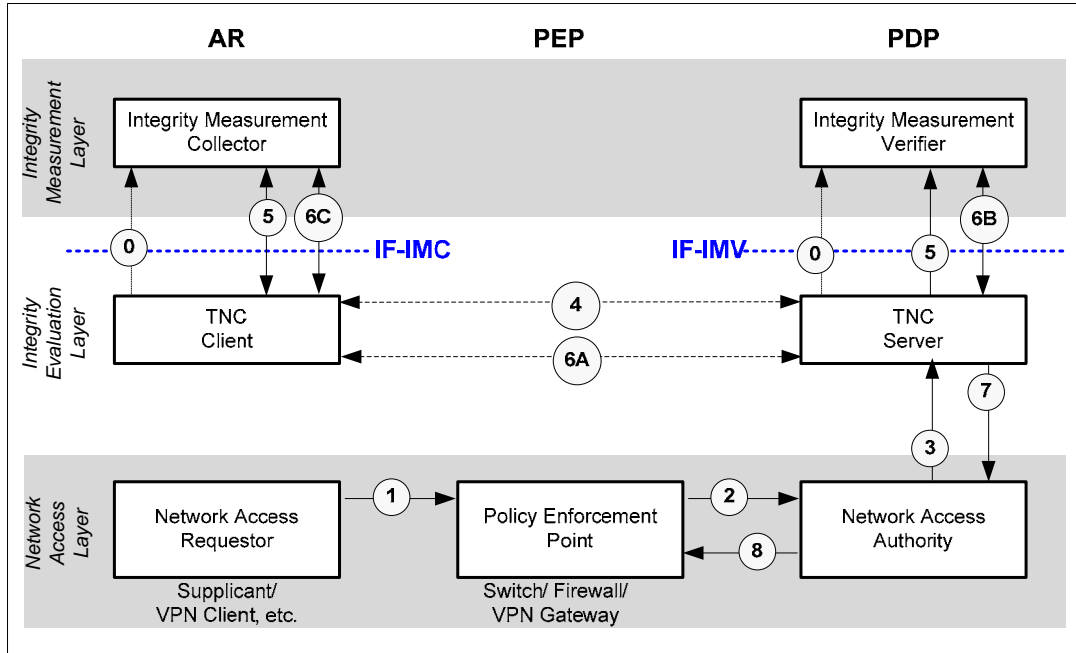 AR
PEP
PDP
Integrity
Measurement
Layer
Integrity Measurement
Collector
Integrity Measurement
Verifier
0
5
6C
0
5
6B
IF-IMC
IF-IMV
Integrity
Evaluation
Layer
TNC
Client
4
6A
TNC
Server
3
7
Network
Access
Layer
Network Access
Requestor
1
Policy Enforcement
Point
2
8
Network Access
Authority
Supplicant/
VPN Client, etc.
Switch/ Firewall/
VPN Gateway